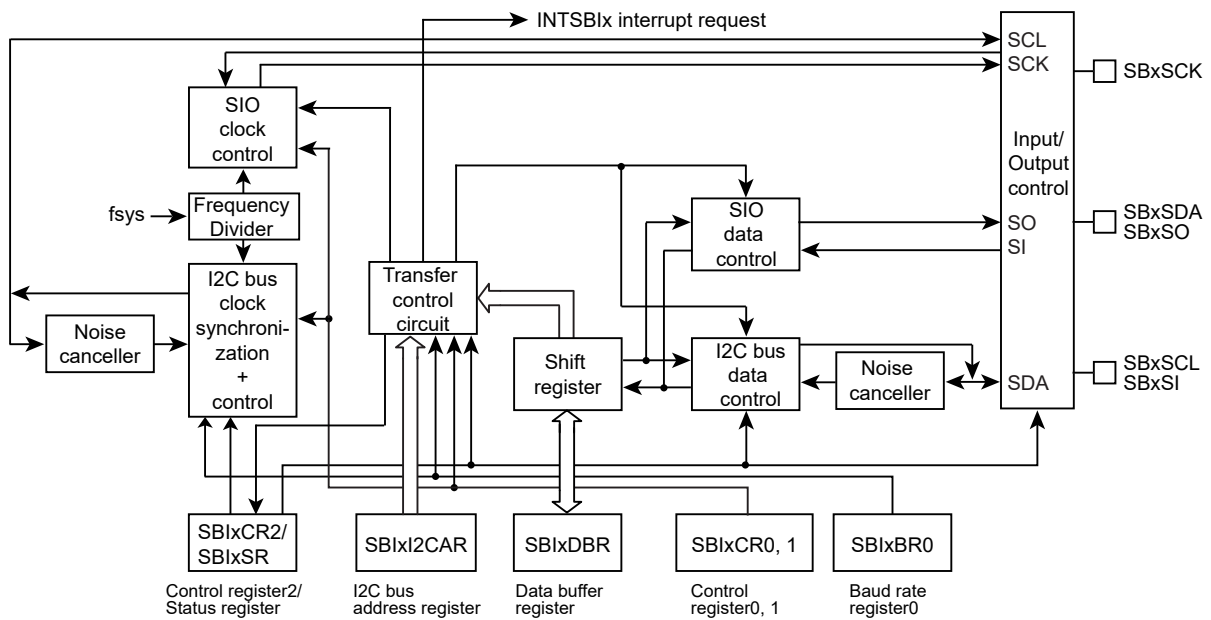 INTSBIx interrupt request
SCL
SCK
SBxSCK
SIO
clock
control
Input/
Output
control
fsys
Frequency
Divider
SIO
data
control
SO
SI
SBxSDA
SBxSO
I2C bus
clock
synchroni-
zation
+
control
Transfer
control
circuit
Noise
canceller
Shift
register
I2C bus
data
control
Noise
canceller
SDA
SBxSCL
SBxSI
SBIxCR2/
SBIxSR
SBIxI2CAR
SBIxDBR
SBIxCR0, 1
SBIxBR0
Control register2/
Status register
I2C bus
address register
Data buffer
register
Control
register0, 1
Baud rate
register0